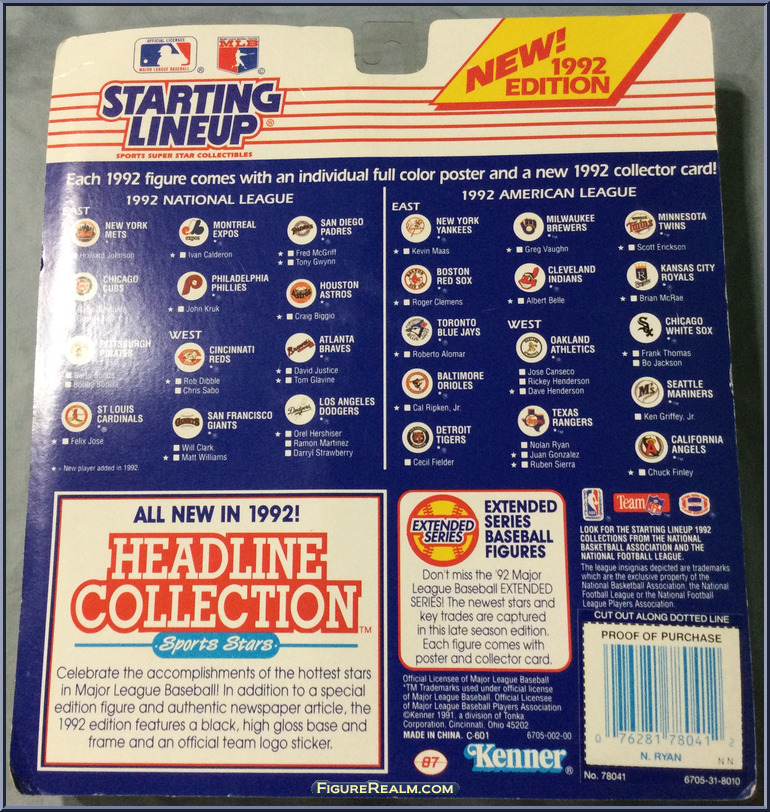 OFFICIAL LICENSEE
MAJOR LEAGUE BASEBALL
®
MLB
©
STARTING
LINEUP®
SPORTS SUPER STAR COLLECTIBLES
NEW!
1992
EDITION
Each 1992 figure comes with an individual full color poster and a new 1992 collector card!
1992 NATIONAL LEAGUE
EAST
NEW YORK
METS
Howard Johnson
CHICAGO
CUBS
PITTSBURGH
PIRATES
Barry Bonds
Bobby Bonilla
ST LOUIS
CARDINALS
★ ■ Felix Jose
★ = New player added in 1992.
MONTREAL
EXPOS
★ ■ Ivan Calderon
PHILADELPHIA
PHILLIES
★ ■ John Kruk
WEST
CINCINNATI
REDS
★ ■ Rob Dibble
■ Chris Sabo
SAN FRANCISCO
GIANTS
■ Will Clark
★ ■ Matt Williams
SAN DIEGO
PADRES
★ ■ Fred McGriff
★ ■ Tony Gwynn
HOUSTON
ASTROS
★ ■ Craig Biggio
ATLANTA
BRAVES
■ David Justice
★ ■ Tom Glavine
LOS ANGELES
DODGERS
★ ■ Orel Hershiser
■ Ramon Martinez
■ Darryl Strawberry
1992 AMERICAN LEAGUE
EAST
NEW YORK
YANKEES
★ ■ Kevin Maas
BOSTON
RED SOX
■ Roger Clemens
TORONTO
BLUE JAYS
★ ■ Roberto Alomar
BALTIMORE
ORIOLES
★ ■ Cal Ripken, Jr.
DETROIT
TIGERS
■ Cecil Fielder
MILWAUKEE
BREWERS
★ ■ Greg Vaughn
CLEVELAND
INDIANS
★ ■ Albert Belle
WEST
OAKLAND
ATHLETICS
■ Jose Canseco
■ Rickey Henderson
★ ■ Dave Henderson
TEXAS
RANGERS
■ Nolan Ryan
★ ■ Juan Gonzalez
★ ■ Ruben Sierra
MINNESOTA
TWINS
★ ■ Scott Erickson
KANSAS CITY
ROYALS
★ ■ Brian McRae
CHICAGO
WHITE SOX
★ ■ Frank Thomas
■ Bo Jackson
SEATTLE
MARINERS
■ Ken Griffey, Jr.
CALIFORNIA
ANGELS
★ ■ Chuck Finley
ALL NEW IN 1992!
HEADLINE
COLLECTION™
Sports Stars
Celebrate the accomplishments of the hottest stars
in Major League Baseball! In addition to a special
edition figure and authentic newspaper article, the
1992 edition features a black, high gloss base and
frame and an official team logo sticker.
EXTENDED
SERIES
EXTENDED
SERIES
BASEBALL
FIGURES
Don't miss the '92 Major
League Baseball EXTENDED
SERIES! The newest stars and
key trades are captured
in this late season edition.
Each figure comes with
poster and collector card.
Official Licensee of Major League Baseball
*TM Trademarks used under official license
of Major League Baseball. Official Licensee of
Major League Baseball Players Association
©Kenner 1991, a division of Tonka
Corporation, Cincinnati, Ohio 45202
MADE IN CHINA. C-601 6705-002-00
87
Kenner®
NBA
Team NFL
LOOK FOR THE STARTING LINEUP 1992
COLLECTIONS FROM THE NATIONAL
BASKETBALL ASSOCIATION AND THE
NATIONAL FOOTBALL LEAGUE.
The league insignias depicted are trademarks
which are the exclusive property of the
National Basketball Association, the National
Football League or the National Football
League Players Association.
CUT OUT ALONG DOTTED LINE
PROOF OF PURCHASE
0 76281 78041 2
N. RYAN N N
No. 78041 6705-31-8010
FIGUREREALM.COM